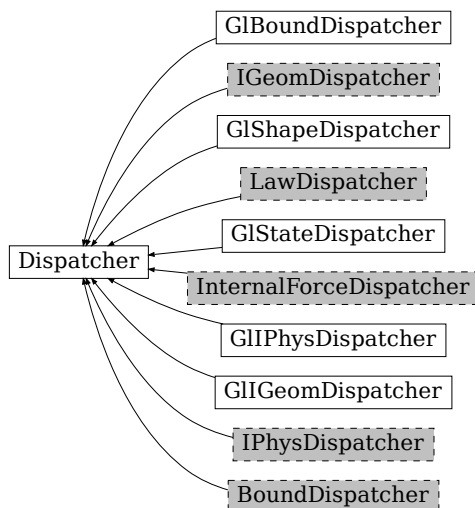 GlBoundDispatcher
IGeomDispatcher
GlShapeDispatcher
LawDispatcher
GlStateDispatcher
Dispatcher
InternalForceDispatcher
GlIPhysDispatcher
GlIGeomDispatcher
IPhysDispatcher
BoundDispatcher